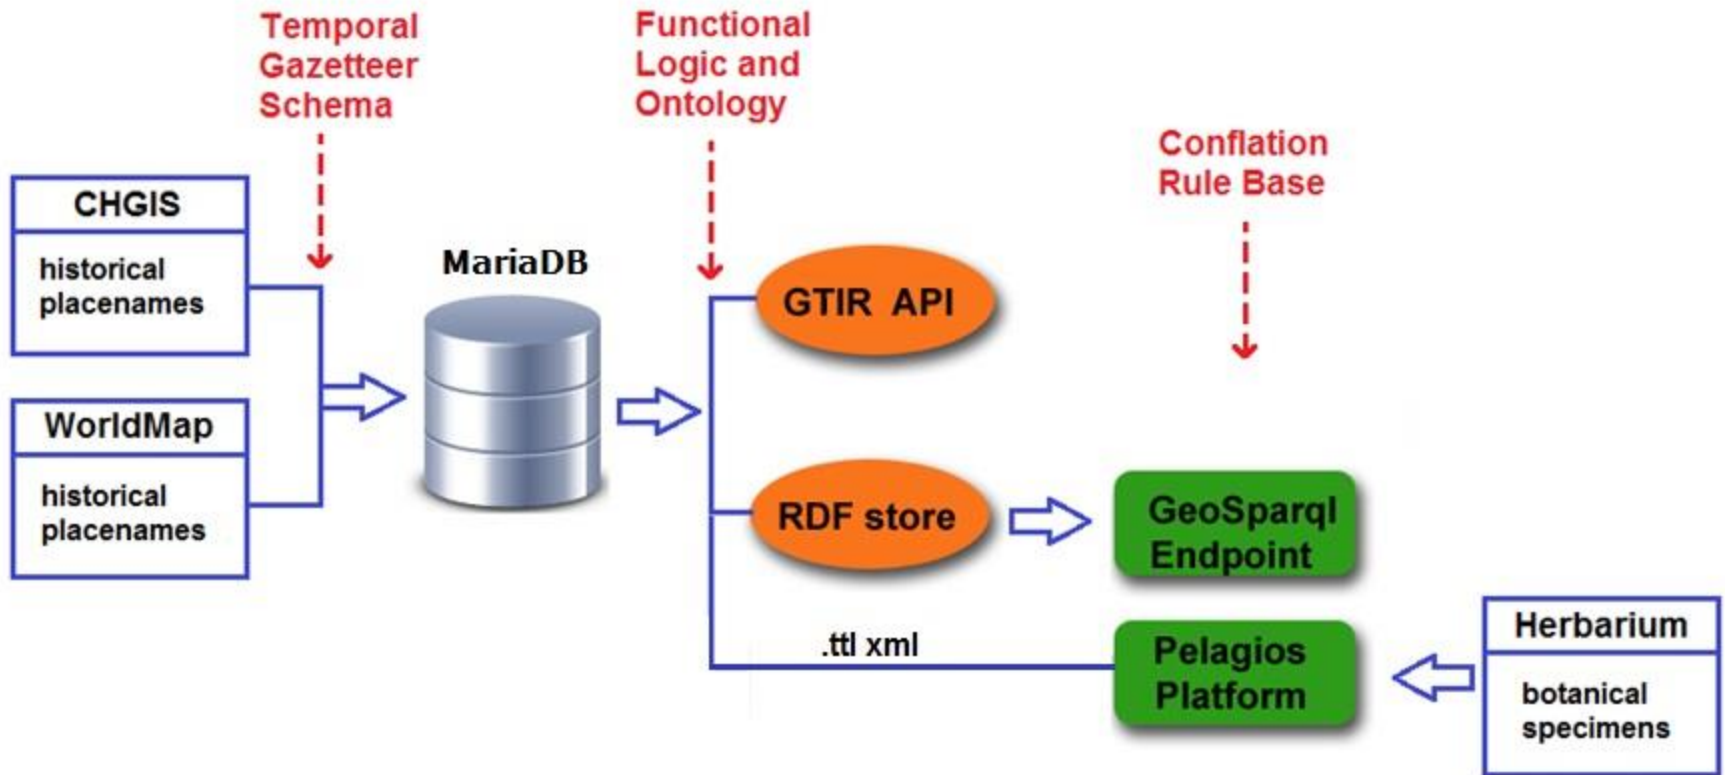 Temporal
Gazetteer
Schema
Functional
Logic and
Ontology
Conflation
Rule Base
CHGIS
historical
placenames
MariaDB
GTIR API
WorldMap
historical
placenames
RDF store
GeoSparql
Endpoint
.ttl xml
Pelagios
Platform
Herbarium
botanical
specimens